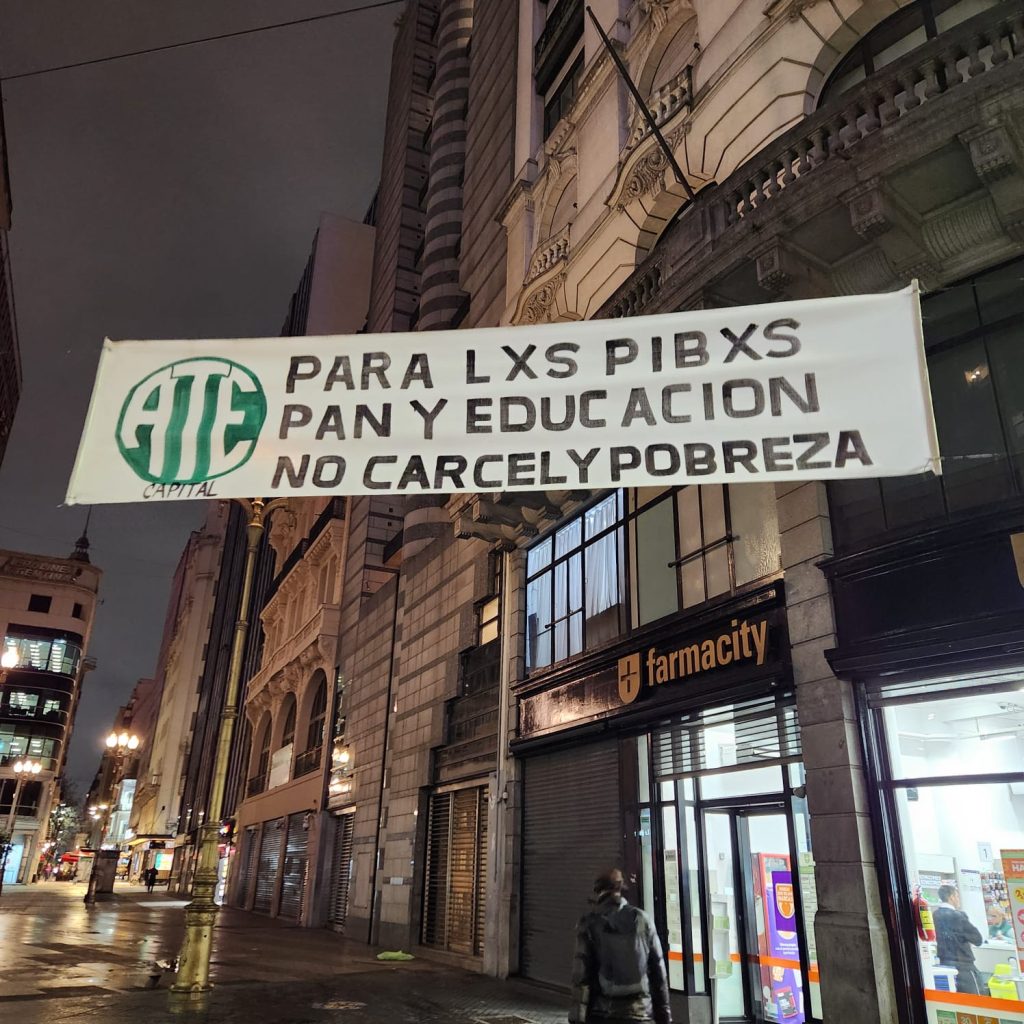 ATE
CAPITAL
PARA LXS PIBXS
PAN Y EDUCACION
NO CARCEL Y POBREZA
farmacity